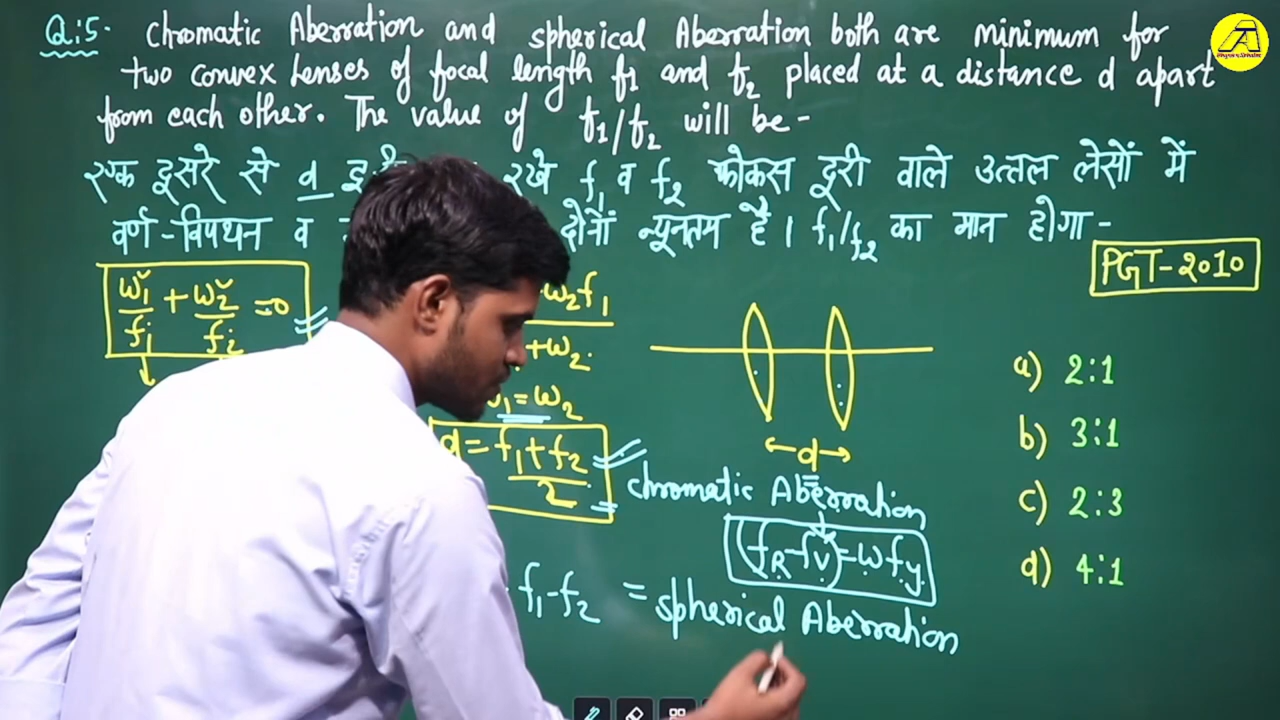 Q:5- Chromatic Aberration and spherical Aberration both are minimum for
two convex lenses of focal length f1 and f2 placed at a distance d apart
from each other. The value of f1/f2 will be -
एक दूसरे से d रखे f1 व f2 फोकस दूरी वाले उत्तल लेंसों में
वर्ण-विपथन व दोनों न्यूनतम है। f1/f2 का मान होगा-
PGT-2010
ω1/f1 + ω2/f2 = 0
ω2f1
+ω2
ω1 = ω2
d = f1+f2/2
chromatic Aberration
(fR-fV) = ωfy
f1-f2 = spherical Aberration
d
a) 2:1
b) 3:1
c) 2:3
d) 4:1